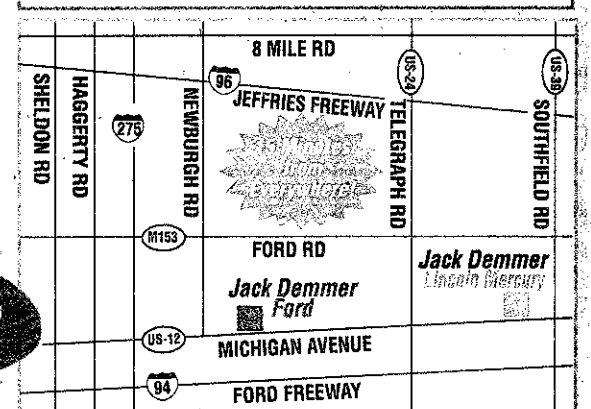 8 MILE RD
US-24
US-39
96
JEFFRIES FREEWAY
SHELDON RD
HAGGERTY RD
275
NEWBURGH RD
TELEGRAPH RD
SOUTHFIELD RD
Everywhere!
M153
FORD RD
Jack Demmer
Ford
Jack Demmer
Lincoln Mercury
US-12
MICHIGAN AVENUE
94
FORD FREEWAY